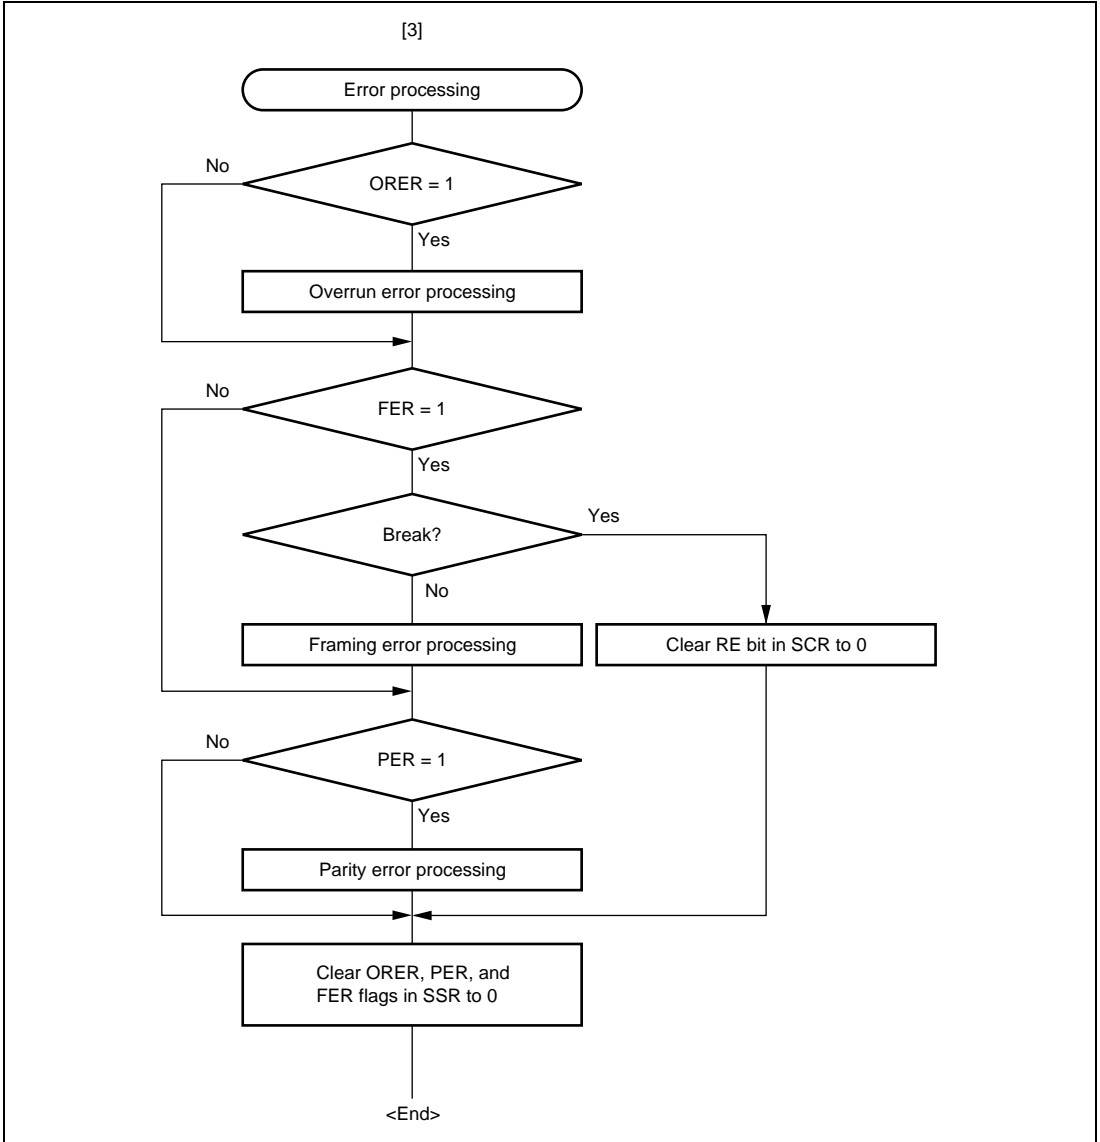 [3]
Error processing
No
ORER = 1
Yes
Overrun error processing
No
FER = 1
Yes
Break?
Yes
No
Framing error processing
Clear RE bit in SCR to 0
No
PER = 1
Yes
Parity error processing
Clear ORER, PER, and
FER flags in SSR to 0
<End>